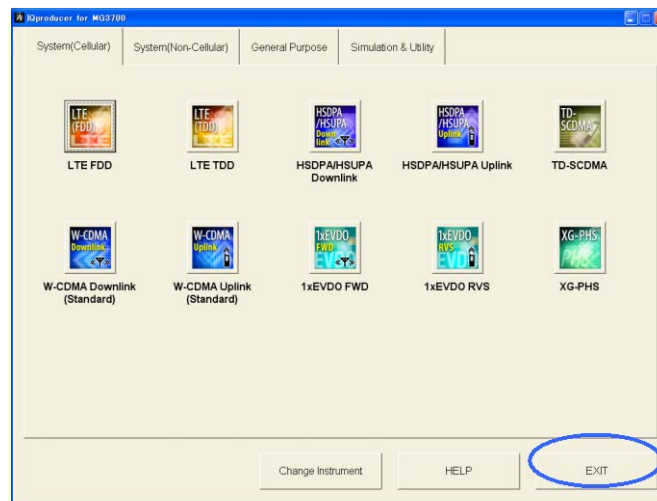 IQproducer for MG3700
System(Cellular) System(Non-Cellular) General Purpose Simulation & Utility
LTE (FDD) LTE (TDD) HSDPA /HSUPA Down link HSDPA /HSUPA Uplink TD- SCDMA
LTE FDD LTE TDD HSDPA/HSUPA Downlink HSDPA/HSUPA Uplink TD-SCDMA
W-CDMA Downlink W-CDMA Uplink 1xEVDO FWD 1xEVDO RVS XG-PHS
W-CDMA Downlink (Standard) W-CDMA Uplink (Standard) 1xEVDO FWD 1xEVDO RVS XG-PHS
Change Instrument HELP EXIT